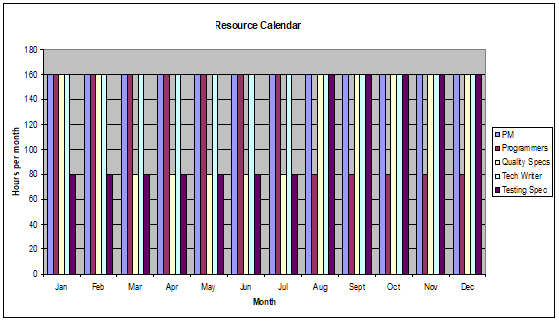 Resource Calendar
180
160
140
120
100
80
60
40
20
0
Hours per month
Jan Feb Mar Apr May Jun Jul Aug Sept Oct Nov Dec
Month
PM
Programmers
Quality Specs
Tech Writer
Testing Spec